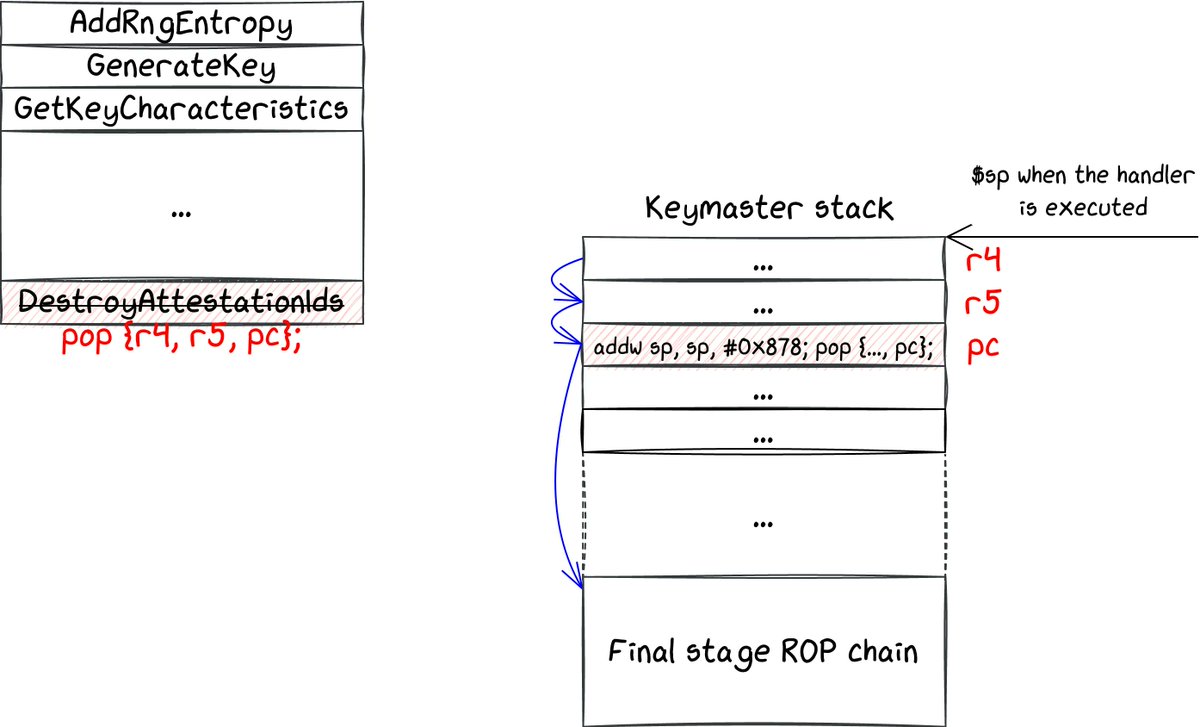 AddRngEntropy
GenerateKey
GetKeyCharacteristics
...
DestroyAttestationIds
pop {r4, r5, pc};
$sp when the handler
is executed
Keymaster stack
... r4
... r5
addw sp, sp, #0x878; pop {..., pc}; pc
...
...
...
Final stage ROP chain